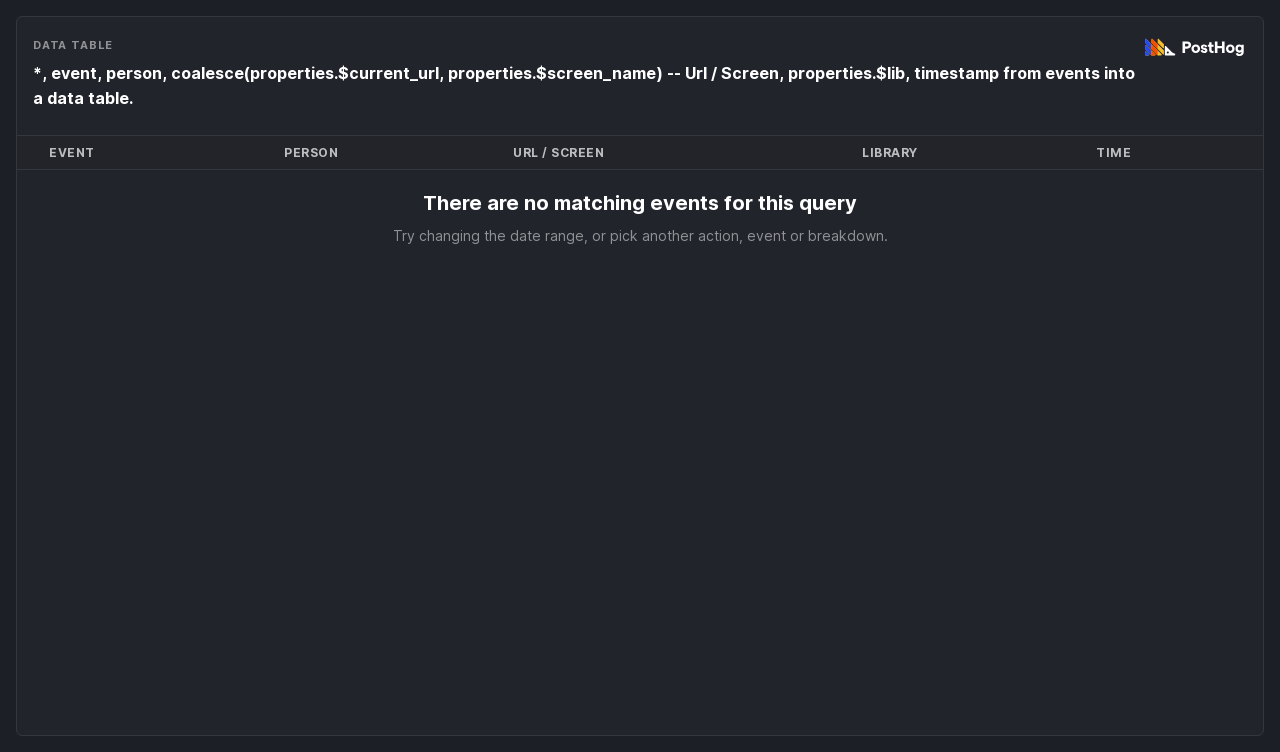 DATA TABLE
PostHog
*, event, person, coalesce(properties.$current_url, properties.$screen_name) -- Url / Screen, properties.$lib, timestamp from events into
a data table.
EVENT PERSON URL / SCREEN LIBRARY TIME
There are no matching events for this query
Try changing the date range, or pick another action, event or breakdown.